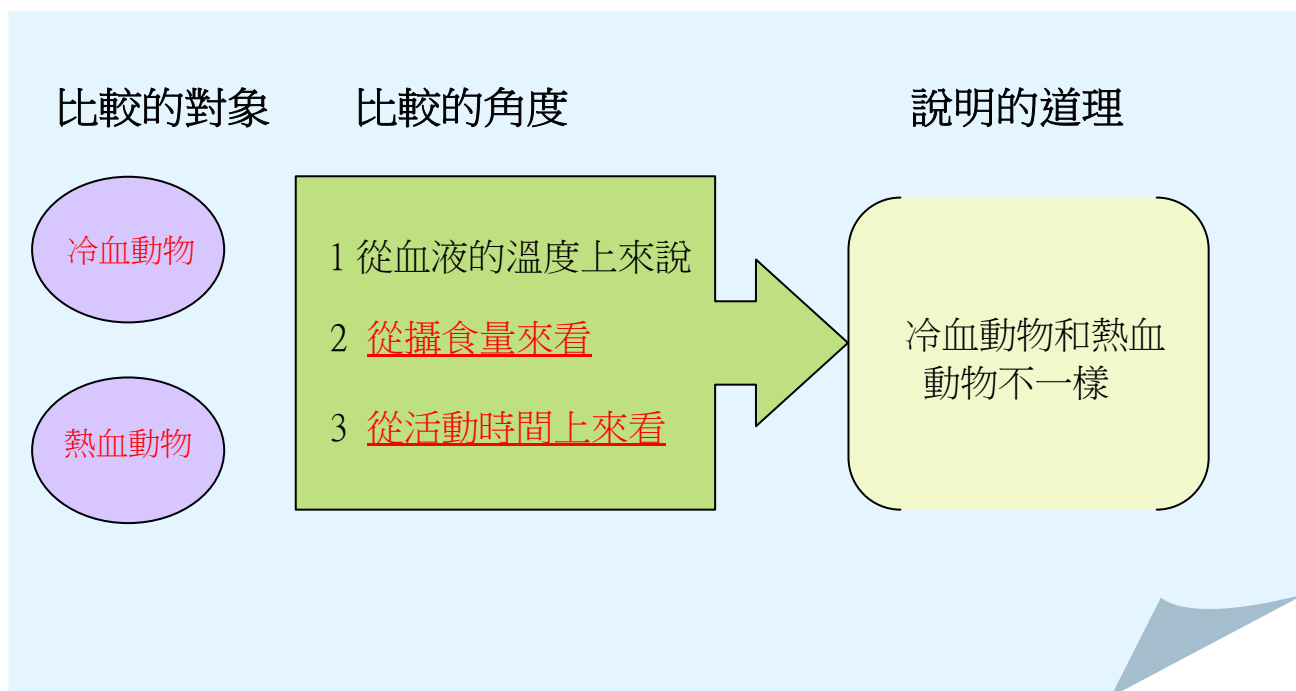 比較的對象
比較的角度
說明的道理
冷血動物
熱血動物
1 從血液的溫度上來說
2 從攝食量來看
3 從活動時間上來看
冷血動物和熱血
動物不一樣